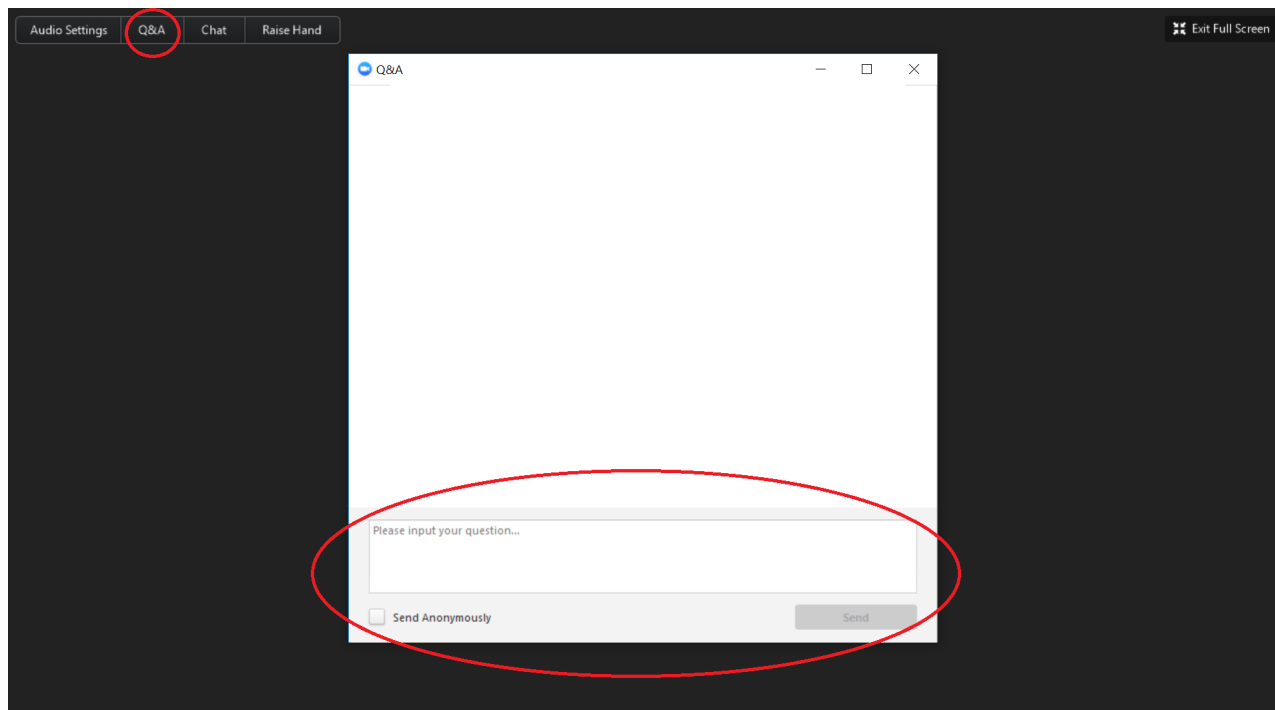 Audio Settings Q&A Chat Raise Hand Exit Full Screen
Q&A
Please input your question...
Send Anonymously Send